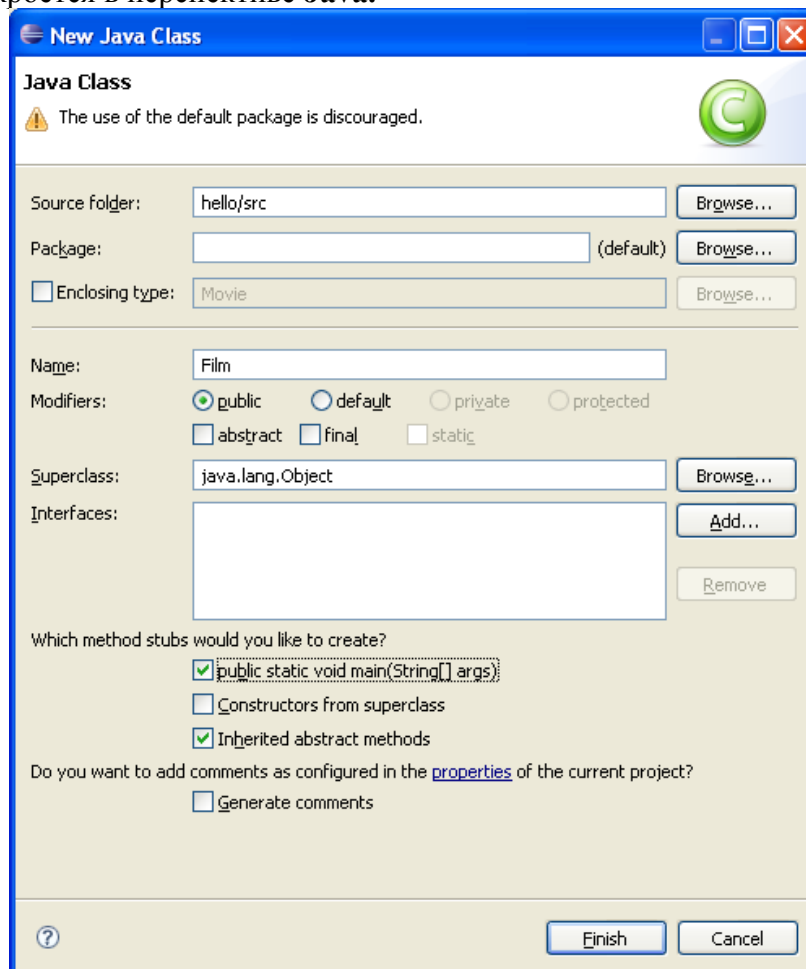 в перспективе
New Java Class
Java Class
The use of the default package is discouraged.
Source folder: hello/src Browse...
Package: (default) Browse...
Enclosing type: Movie Browse...
Name: Film
Modifiers: public default private protected
abstract final static
Superclass: java.lang.Object Browse...
Interfaces: Add...
Remove
Which method stubs would you like to create?
public static void main(String[] args)
Constructors from superclass
Inherited abstract methods
Do you want to add comments as configured in the properties of the current project?
Generate comments
Finish Cancel